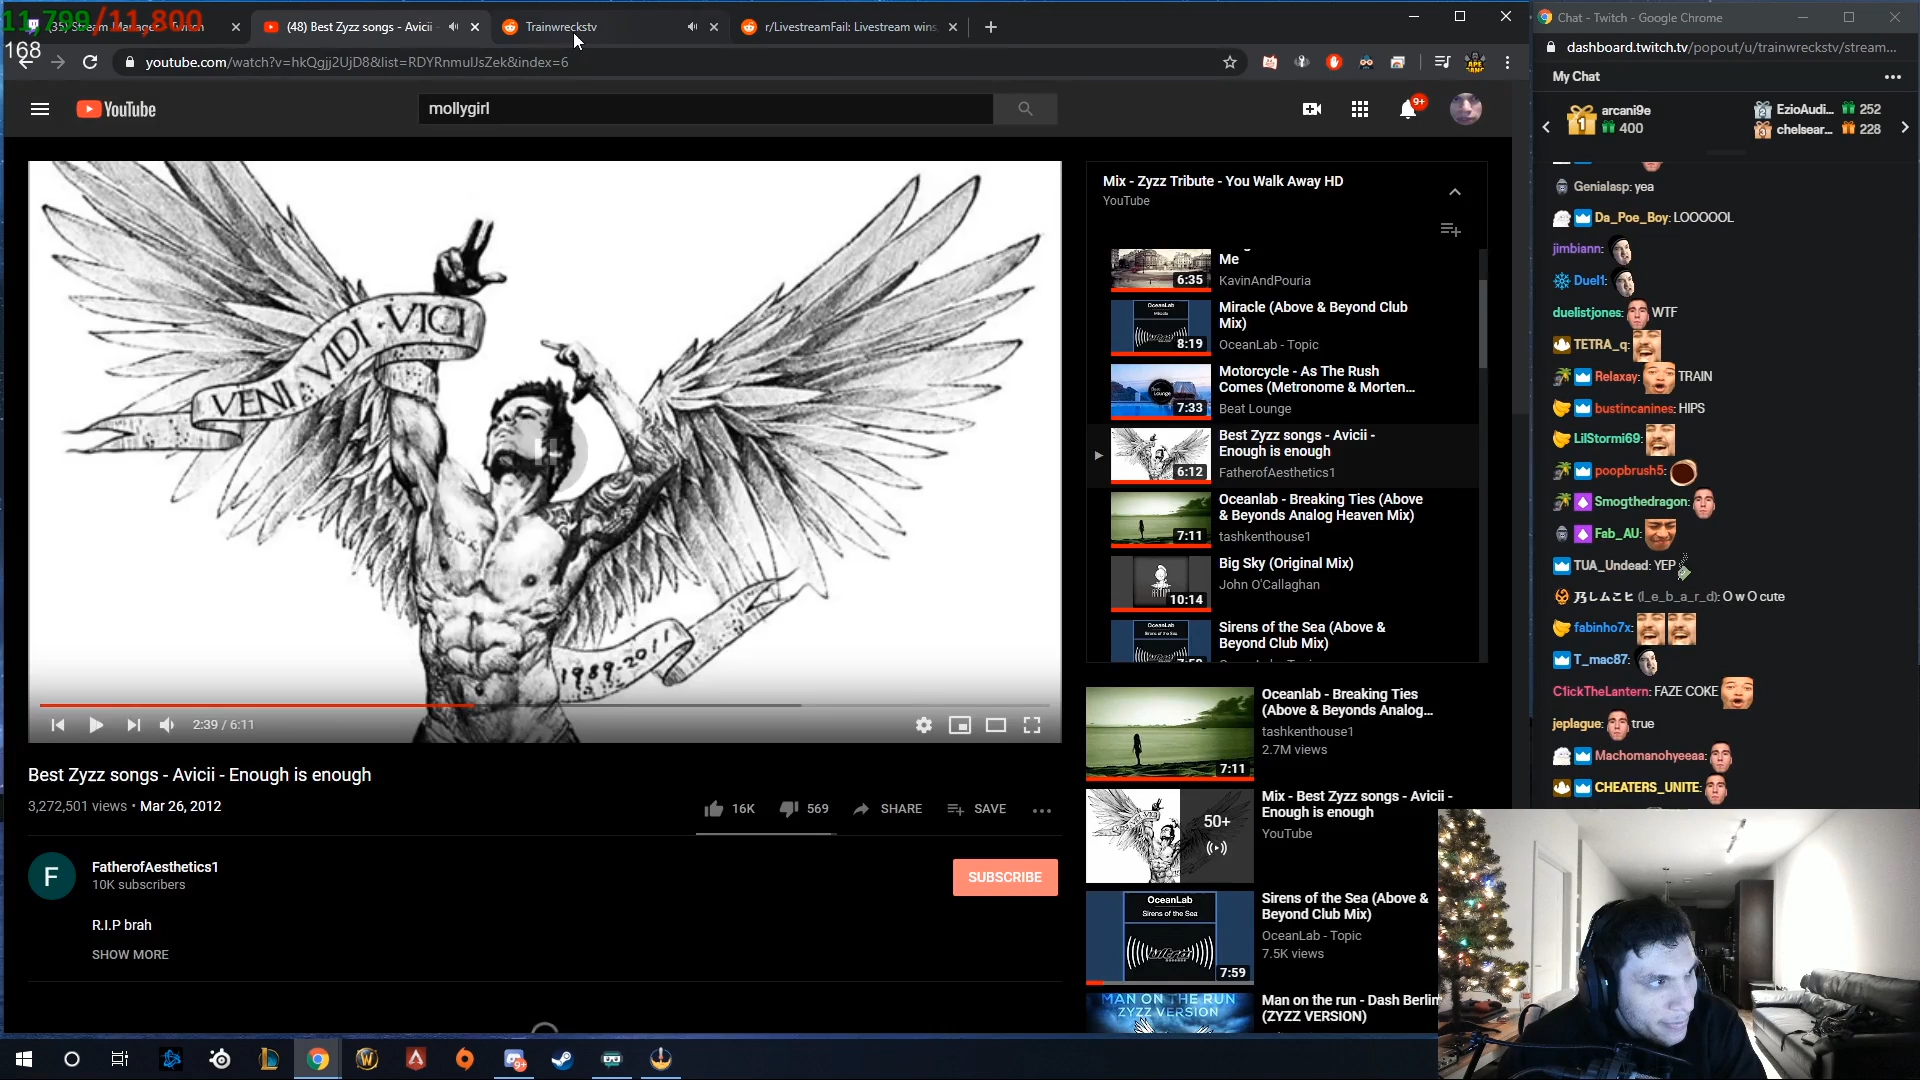 11,799/11,800
168
(35) Stream Manager - Twitch
(48) Best Zyzz songs - Avicii -
Trainwreckstv
r/LivestreamFail: Livestream wins,
youtube.com/watch?v=hkQgjj2UjD8&list=RDYRnmulJsZek&index=6
YouTube
mollygirl
9+
VENI VIDI VICI
1989-2011
2:39 / 6:11
Best Zyzz songs - Avicii - Enough is enough
3,272,501 views • Mar 26, 2012
16K
569
SHARE
SAVE
F
FatherofAesthetics1
10K subscribers
SUBSCRIBE
R.I.P brah
SHOW MORE
Mix - Zyzz Tribute - You Walk Away HD
YouTube
Me
KavinAndPouria
6:35
Miracle (Above & Beyond Club
Mix)
OceanLab - Topic
8:19
Motorcycle - As The Rush
Comes (Metronome & Morten...
Beat Lounge
7:33
Best Zyzz songs - Avicii -
Enough is enough
FatherofAesthetics1
6:12
Oceanlab - Breaking Ties (Above
& Beyonds Analog Heaven Mix)
tashkenthouse1
7:11
Big Sky (Original Mix)
John O'Callaghan
10:14
Sirens of the Sea (Above &
Beyond Club Mix)
Oceanlab - Breaking Ties
(Above & Beyonds Analog...
tashkenthouse1
2.7M views
7:11
Mix - Best Zyzz songs - Avicii -
Enough is enough
YouTube
50+
Sirens of the Sea (Above &
Beyond Club Mix)
OceanLab - Topic
7.5K views
OceanLab
Sirens of the Sea
7:59
Man on the run - Dash Berlin
(ZYZZ VERSION)
MAN ON THE RUN
ZYZZ VERSION
Chat - Twitch - Google Chrome
dashboard.twitch.tv/popout/u/trainwreckstv/stream...
My Chat
1
arcani9e
400
2
EzioAudi... 252
3
chelsear... 228
Genialasp: yea
Da_Poe_Boy: LOOOOOL
jimbiann:
Duel1:
duelistjones: WTF
TETRA_q:
Relaxay: TRAIN
bustincanines: HIPS
LilStormi69:
poopbrush5:
Smogthedragon:
Fab_AU:
TUA_Undead: YEP
乃しムこヒ (l_e_b_a_r_d): O w O cute
fabinho7x:
T_mac87:
C1ickTheLantern: FAZE COKE
jeplague: true
Machomanohyeeaa:
CHEATERS_UNITE:
9+